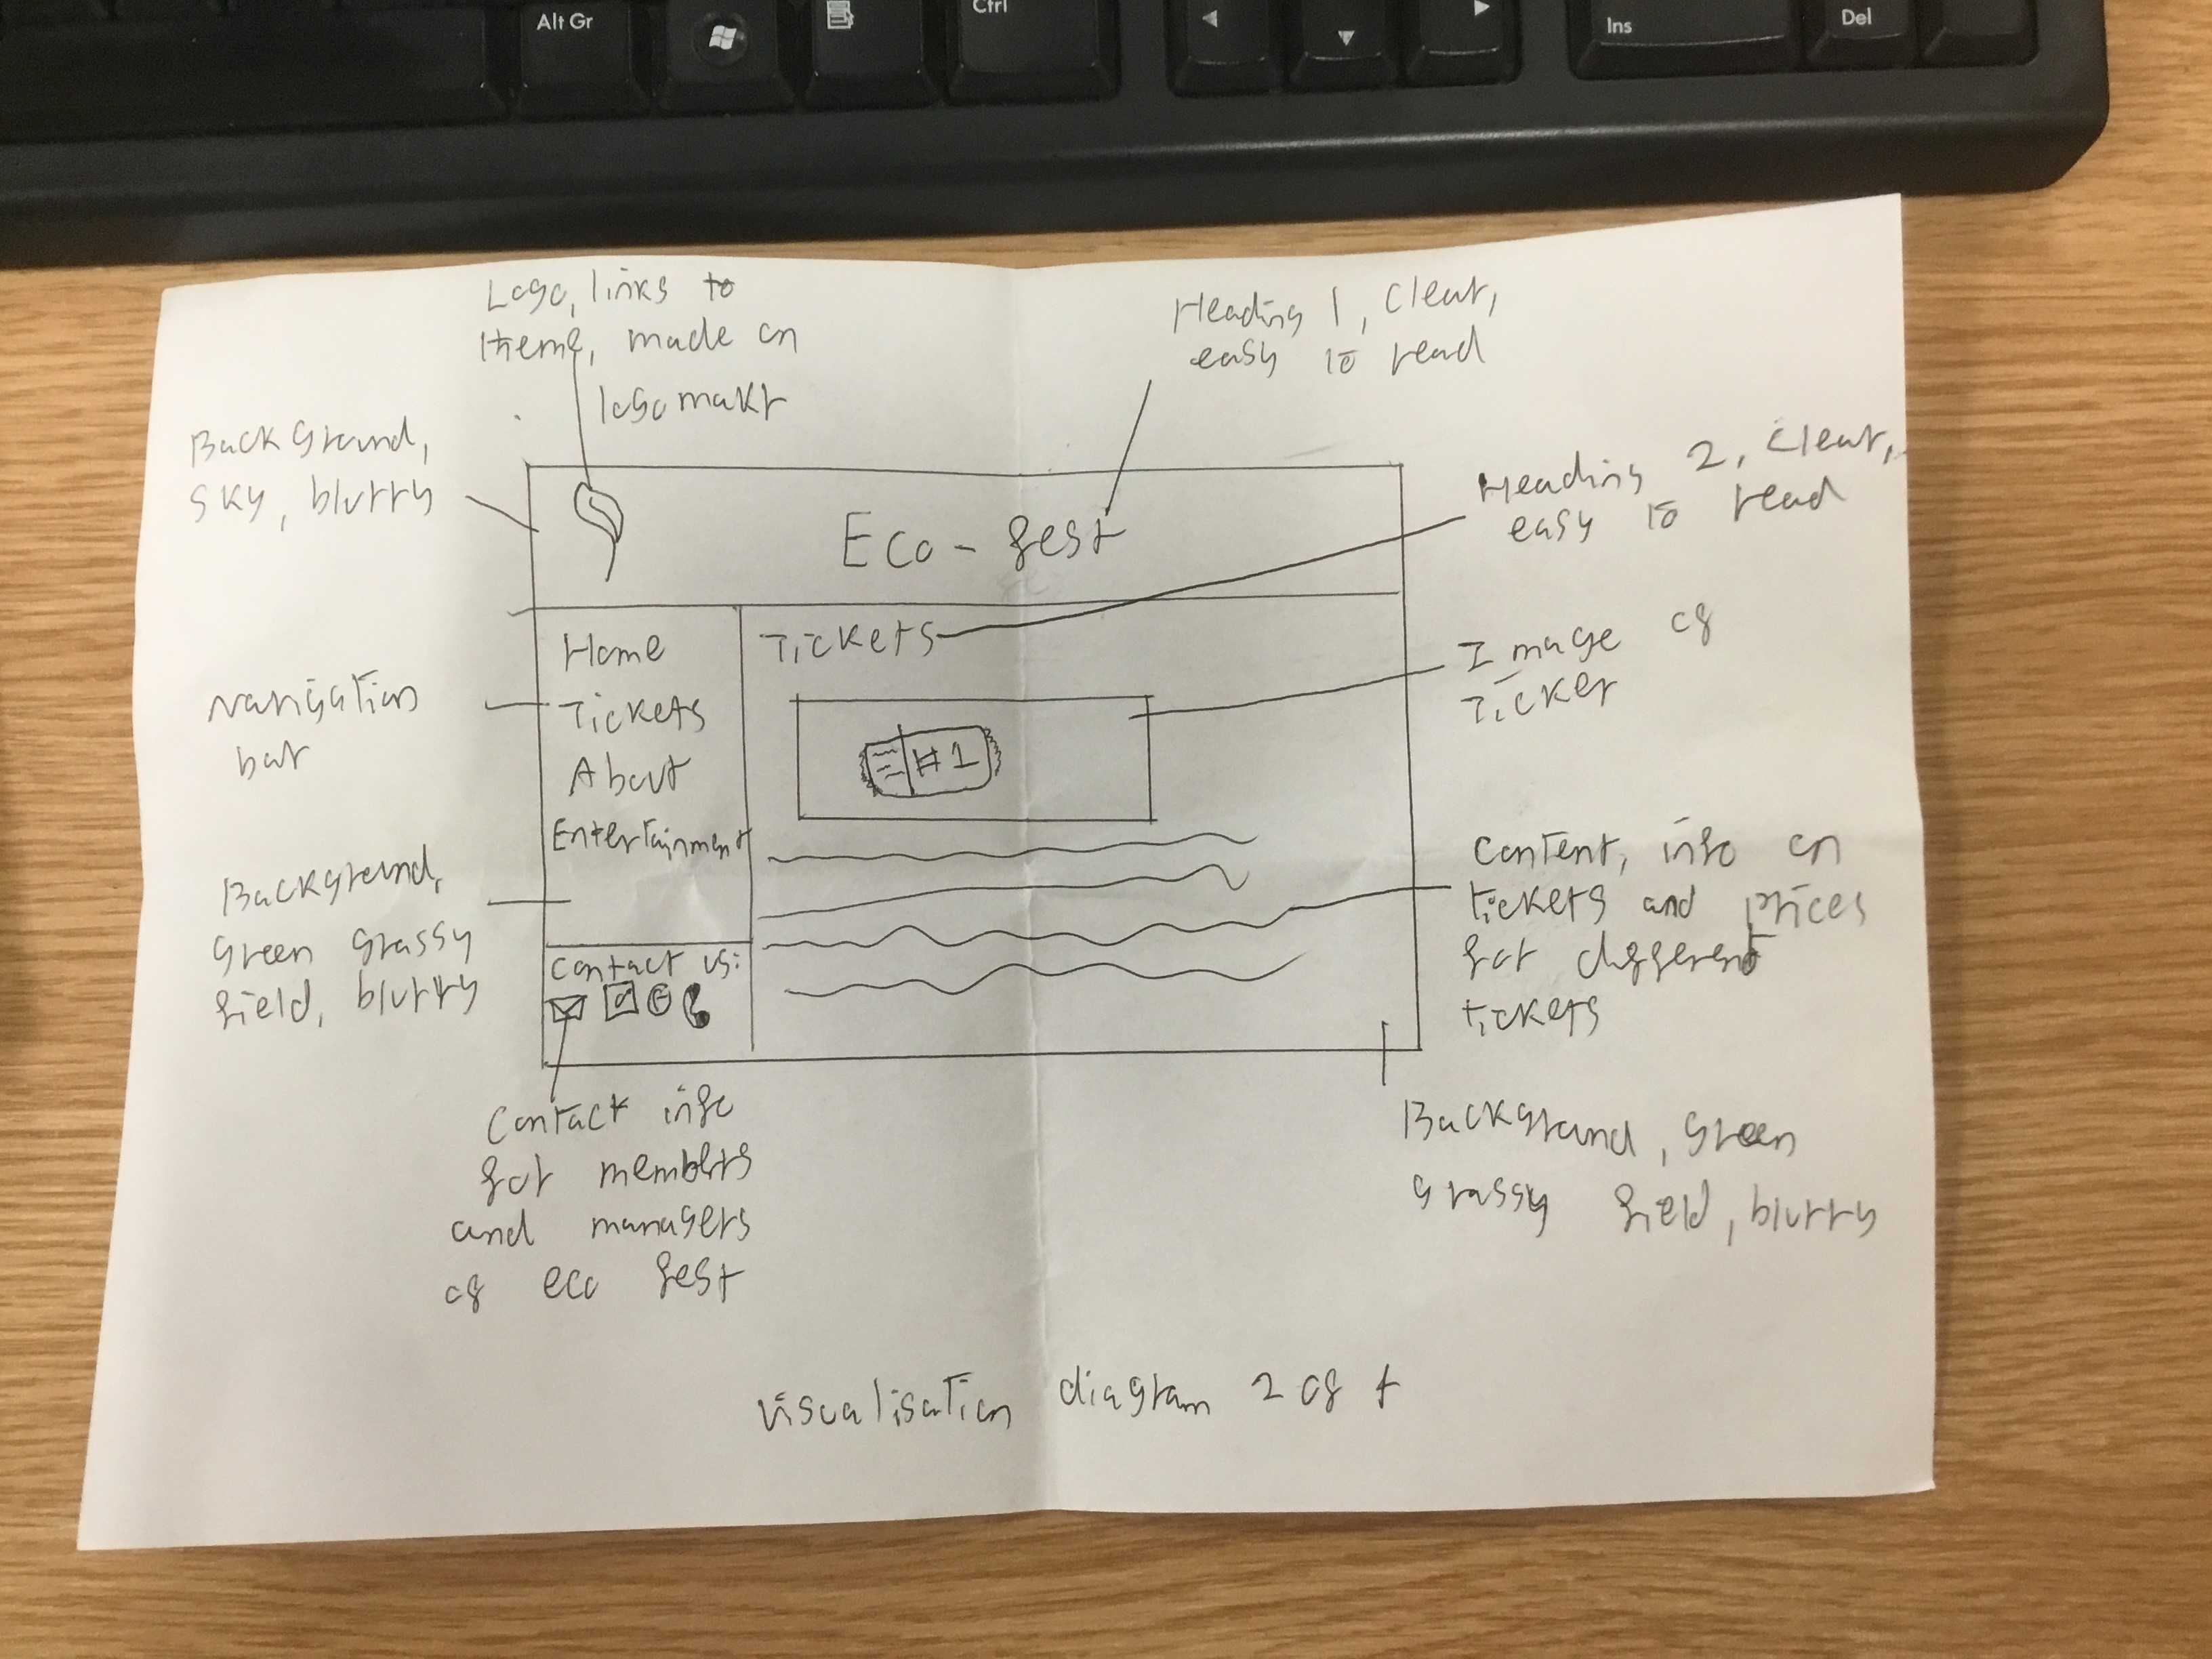 Alt Gr
Ctrl
Ins
Del
Logo, links to
theme, made on
logo makr
Heading 1, clear,
easy to read
Background,
sky, blurry
Heading 2, clear,
easy to read
Eco-fest
Home
Tickets
About
Entertainment
Tickets
#1
Navigation
bar
Image of
Ticket
Background,
green grassy
field, blurry
Content, info on
tickets and prices
for different
tickets
Contact us:
Contact info
for members
and managers
of eco fest
Background, green
grassy field, blurry
visualisation diagram 2 of